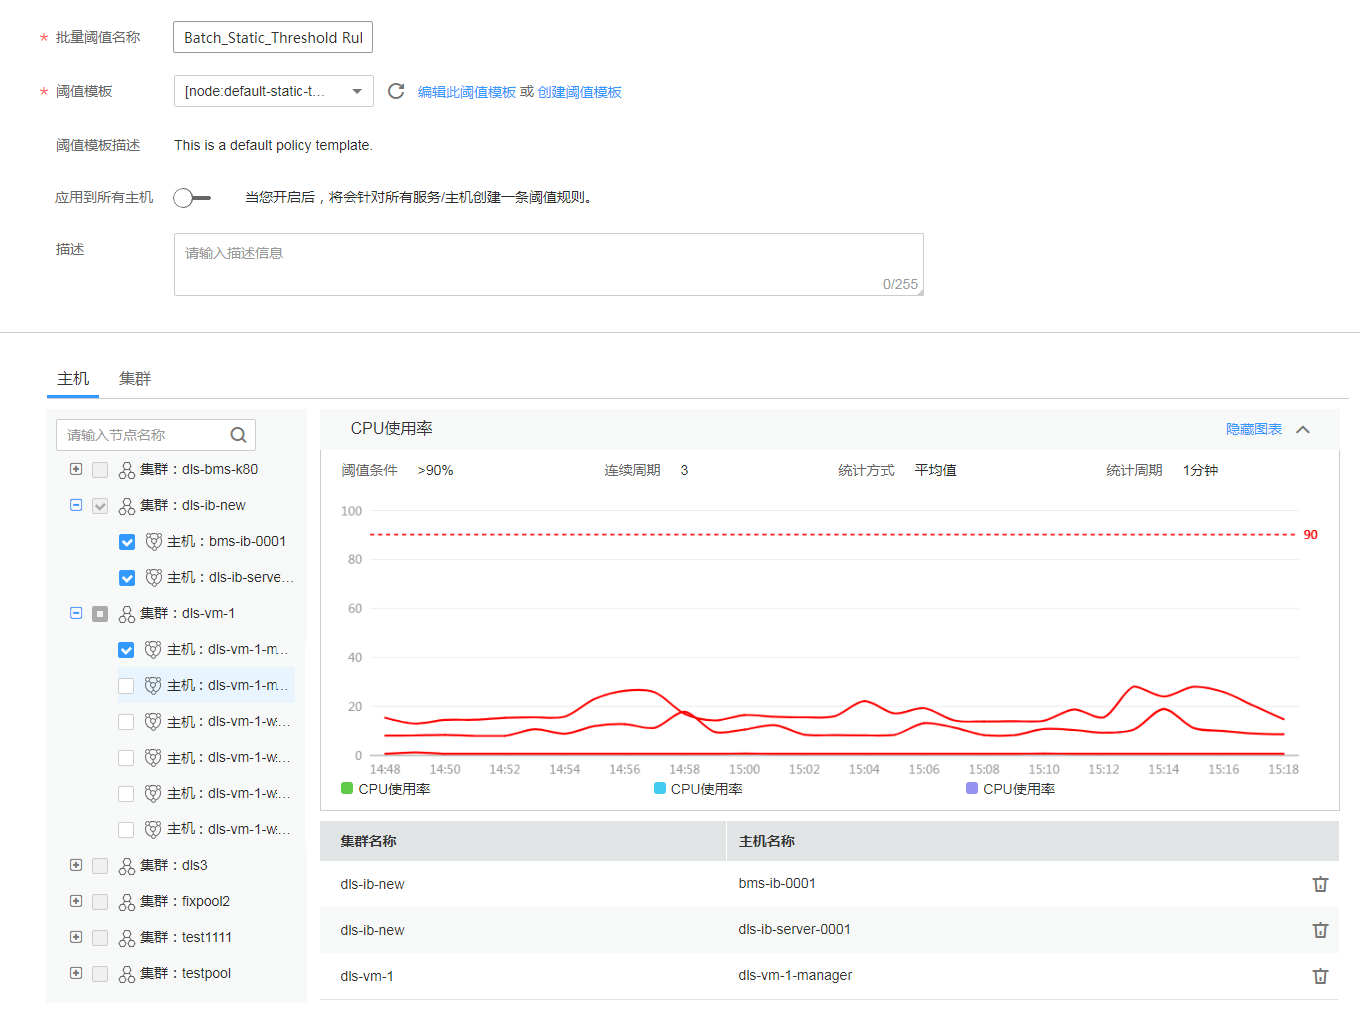 * 批量阈值名称 Batch_Static_Threshold Rul
* 阈值模板 [node:default-static-t... 编辑此阈值模板 或 创建阈值模板
阈值模板描述 This is a default policy template.
应用到所有主机 当您开启后，将会针对所有服务/主机创建一条阈值规则。
描述 请输入描述信息
0/255
主机 集群
请输入节点名称
集群：dls-bms-k80
集群：dls-ib-new
主机：bms-ib-0001
主机：dls-ib-serve...
集群：dls-vm-1
主机：dls-vm-1-m...
主机：dls-vm-1-m...
主机：dls-vm-1-w...
主机：dls-vm-1-w...
主机：dls-vm-1-w...
主机：dls-vm-1-w...
集群：dls3
集群：fixpool2
集群：test1111
集群：testpool
CPU使用率 隐藏图表
阈值条件 >90% 连续周期 3 统计方式 平均值 统计周期 1分钟
100
90
80
60
40
20
0
14:48 14:50 14:52 14:54 14:56 14:58 15:00 15:02 15:04 15:06 15:08 15:10 15:12 15:14 15:16 15:18
CPU使用率 CPU使用率 CPU使用率
集群名称 主机名称
dls-ib-new bms-ib-0001
dls-ib-new dls-ib-server-0001
dls-vm-1 dls-vm-1-manager